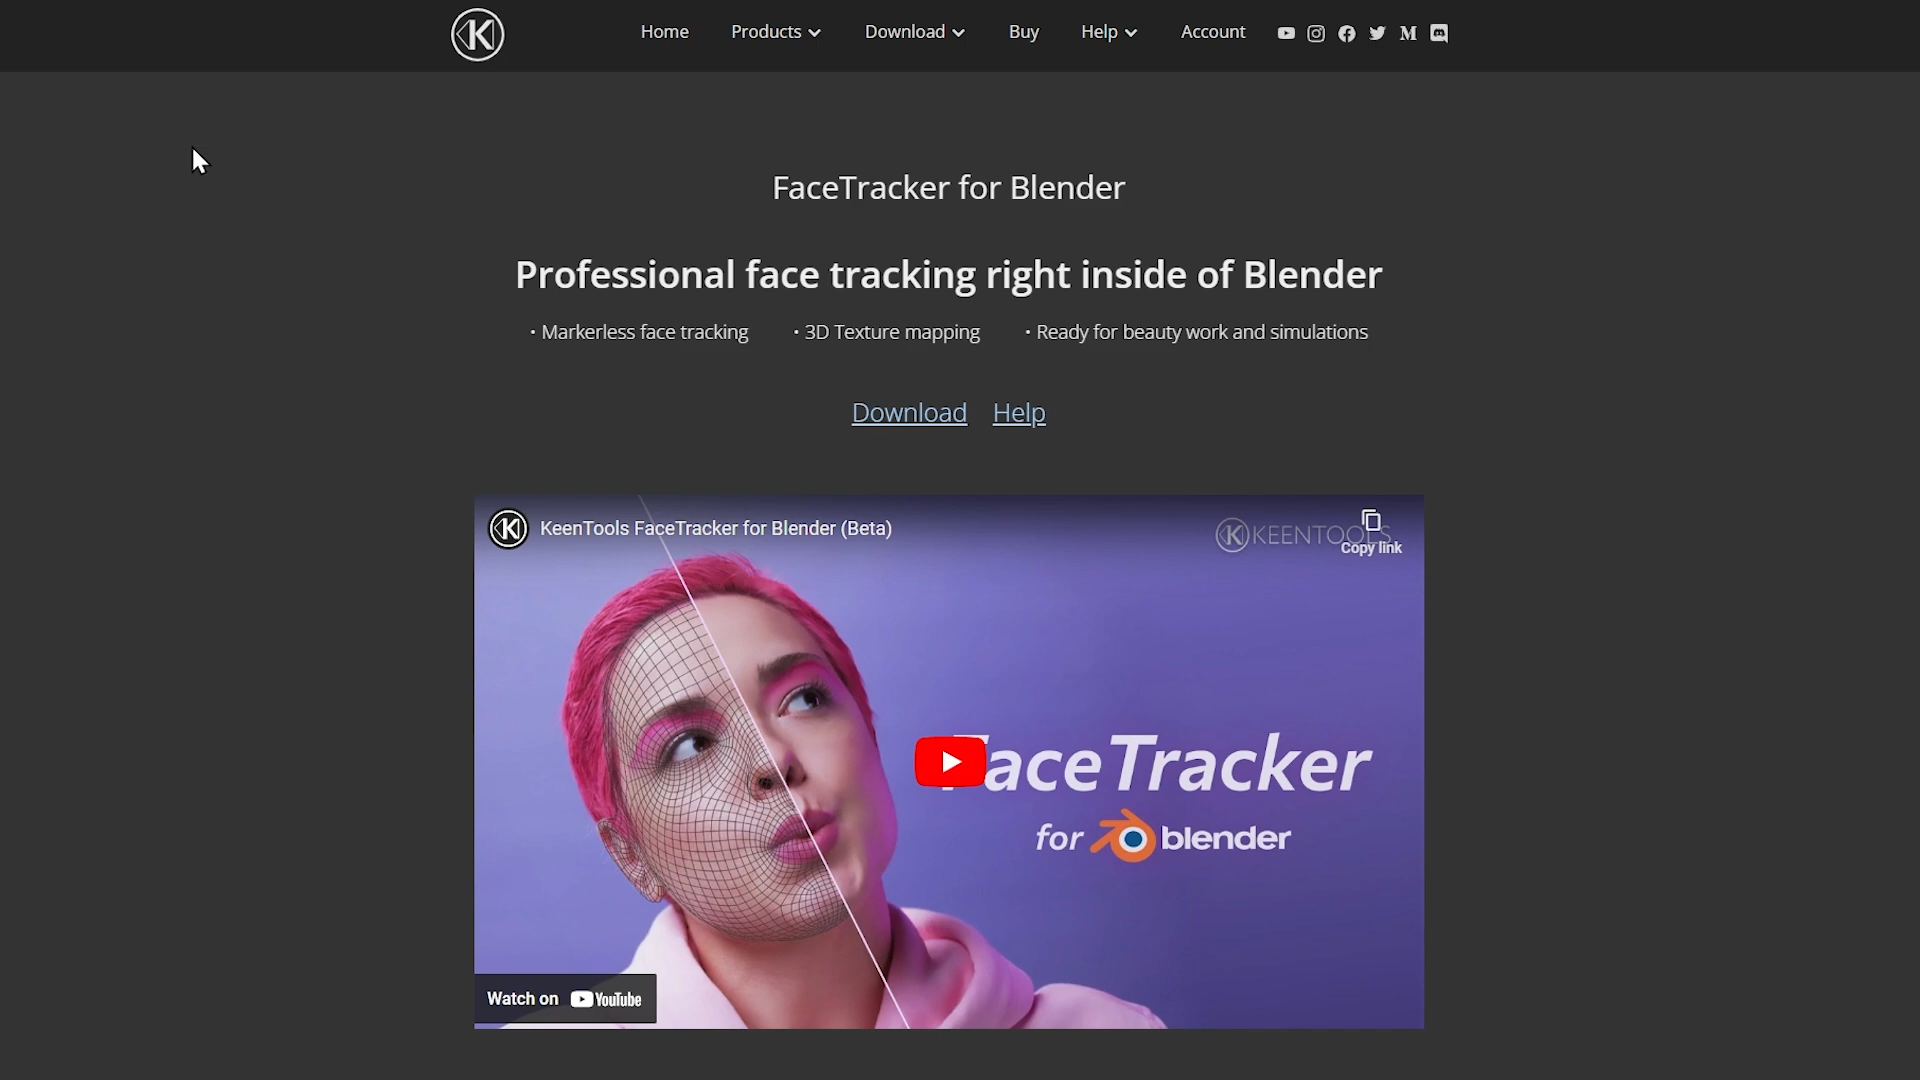 Home Products Download Buy Help Account
FaceTracker for Blender
Professional face tracking right inside of Blender
· Markerless face tracking · 3D Texture mapping · Ready for beauty work and simulations
Download Help
KeenTools FaceTracker for Blender (Beta)
KEENTOOLS
Copy link
FaceTracker
for blender
Watch on YouTube